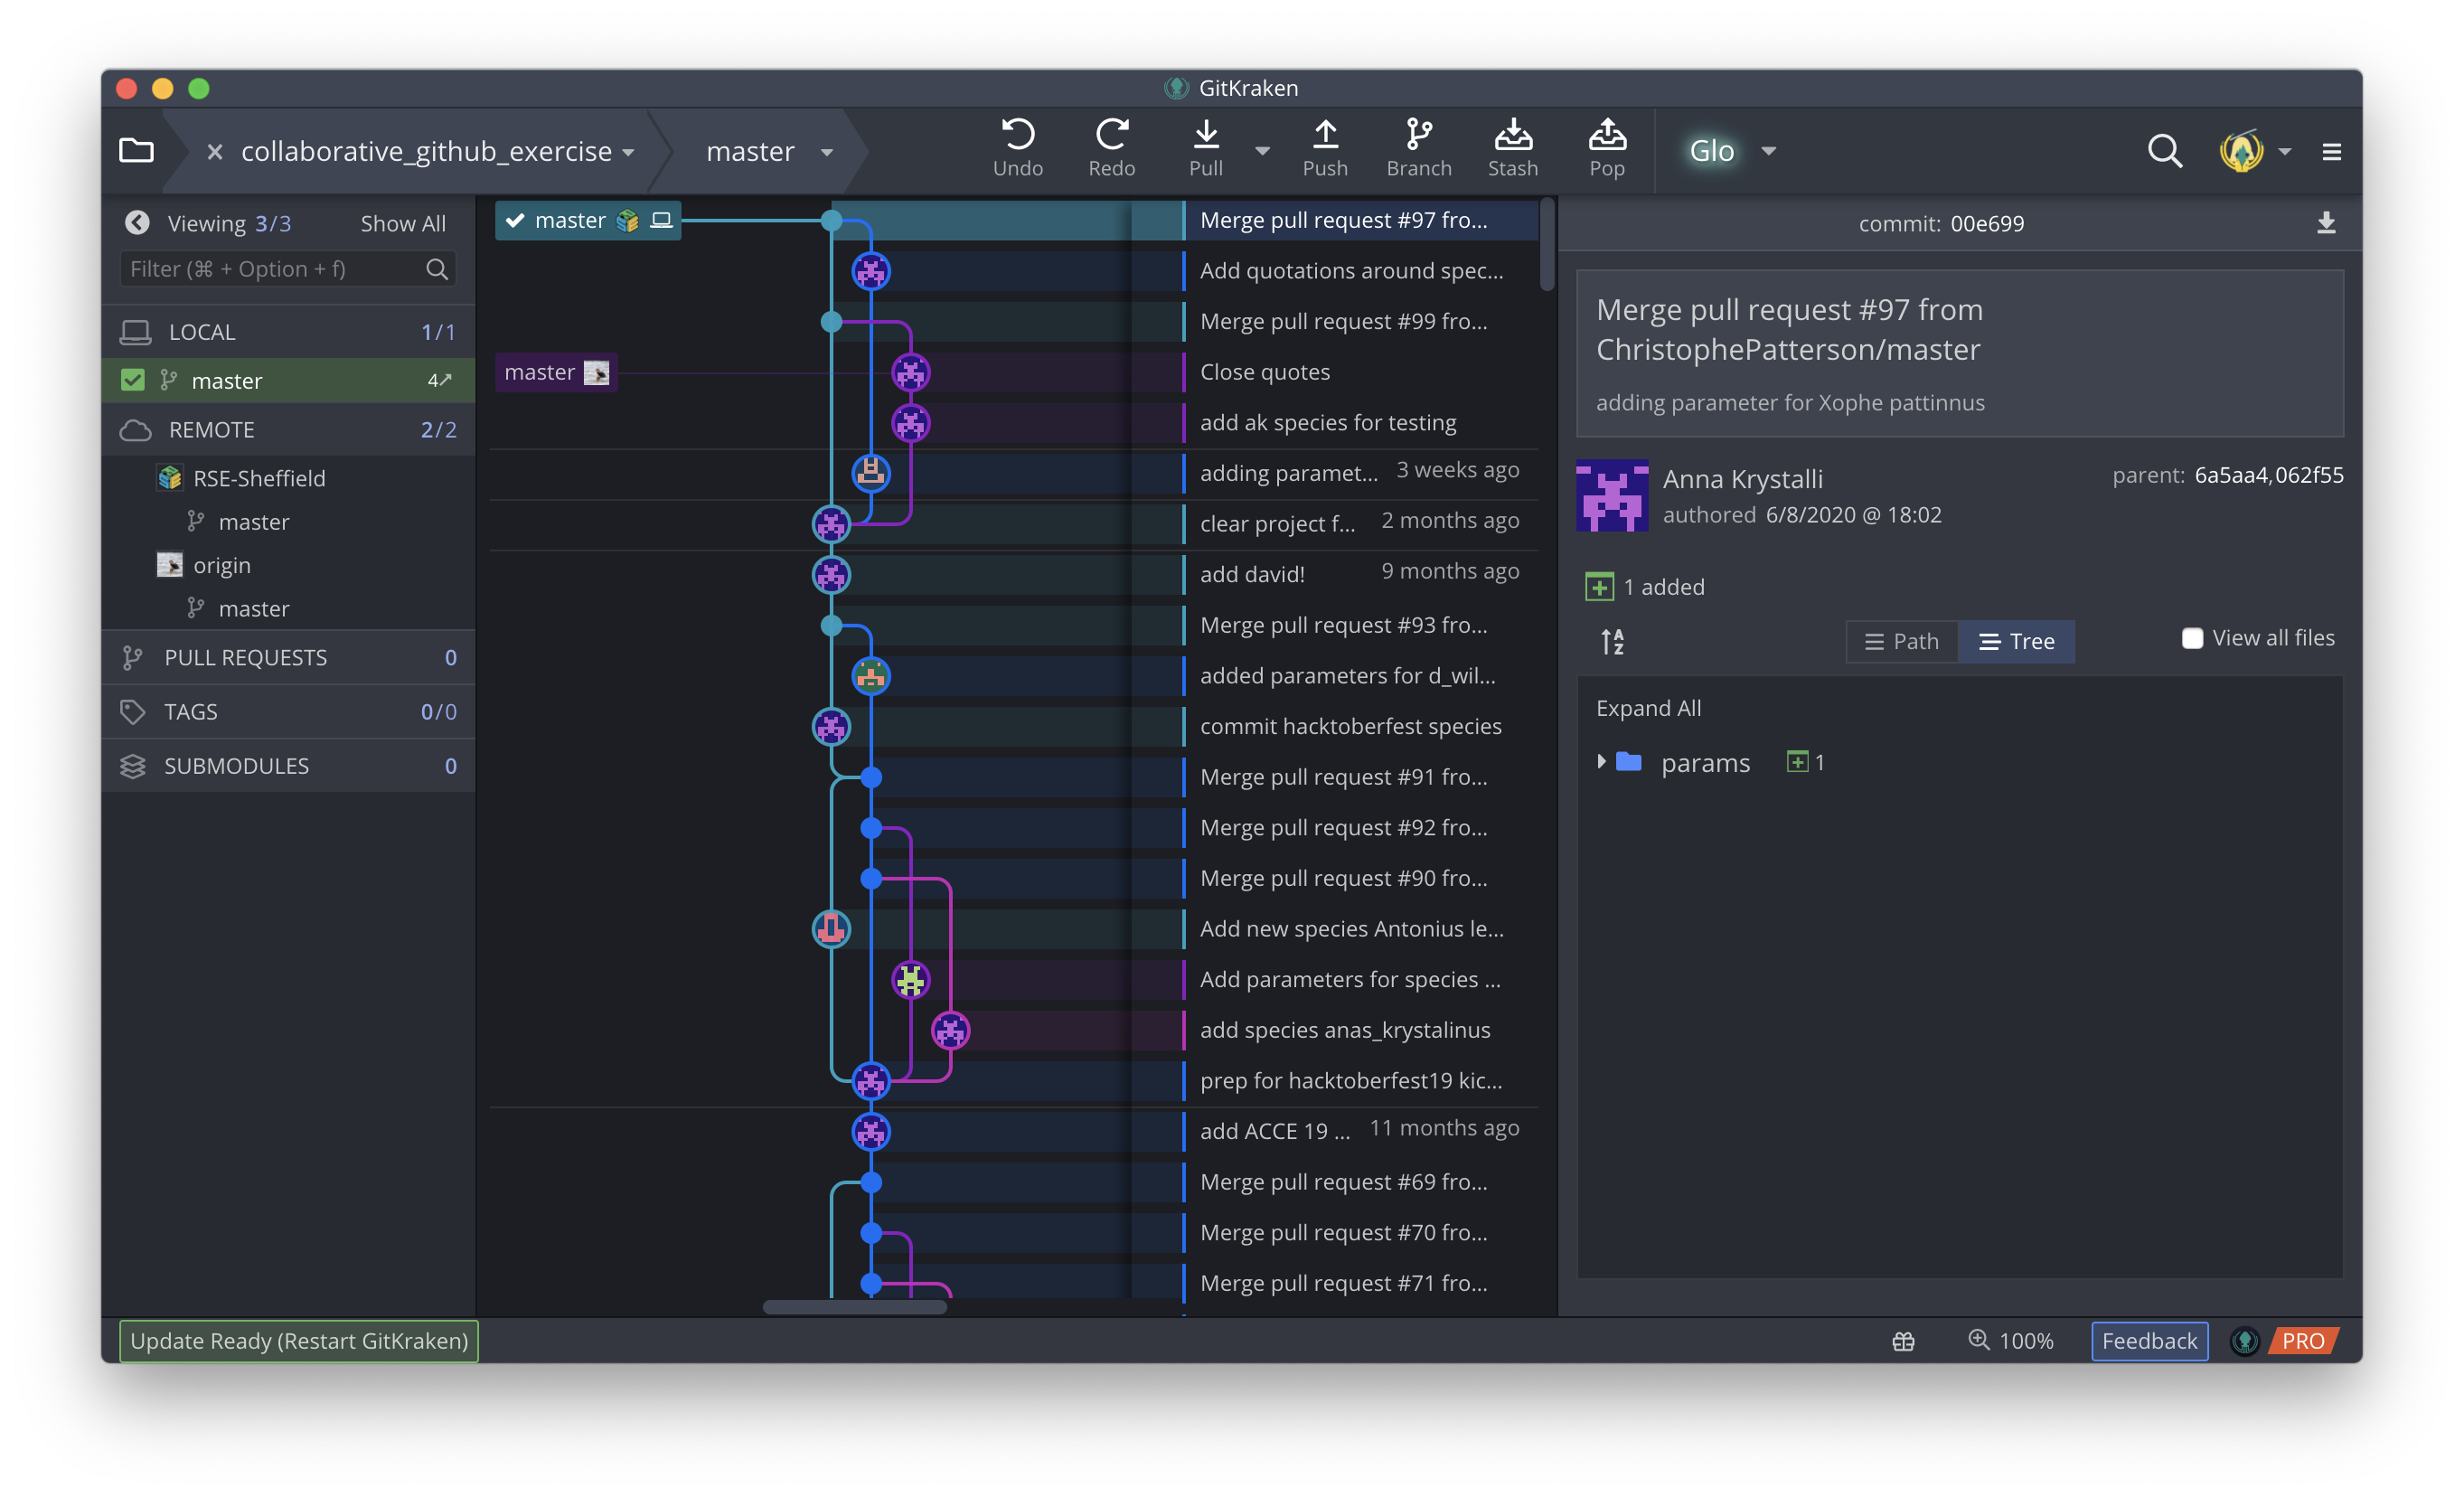 GitKraken
collaborative_github_exercise
master
Undo
Redo
Pull
Push
Branch
Stash
Pop
Glo
Viewing 3/3
Show All
Filter (⌘ + Option + f)
LOCAL 1/1
master 4↗
REMOTE 2/2
RSE-Sheffield
master
origin
master
PULL REQUESTS 0
TAGS 0/0
SUBMODULES 0
master
Merge pull request #97 fro...
Add quotations around spec...
Merge pull request #99 fro...
master
Close quotes
add ak species for testing
adding paramet... 3 weeks ago
clear project f... 2 months ago
add david! 9 months ago
Merge pull request #93 fro...
added parameters for d_wil...
commit hacktoberfest species
Merge pull request #91 fro...
Merge pull request #92 fro...
Merge pull request #90 fro...
Add new species Antonius le...
Add parameters for species ...
add species anas_krystalinus
prep for hacktoberfest19 kic...
add ACCE 19 ... 11 months ago
Merge pull request #69 fro...
Merge pull request #70 fro...
Merge pull request #71 fro...
commit: 00e699
Merge pull request #97 from
ChristophePatterson/master
adding parameter for Xophe pattinnus
Anna Krystalli
authored 6/8/2020 @ 18:02
parent: 6a5aa4,062f55
1 added
A
Z
Path
Tree
View all files
Expand All
params 1
Update Ready (Restart GitKraken)
100%
Feedback
PRO